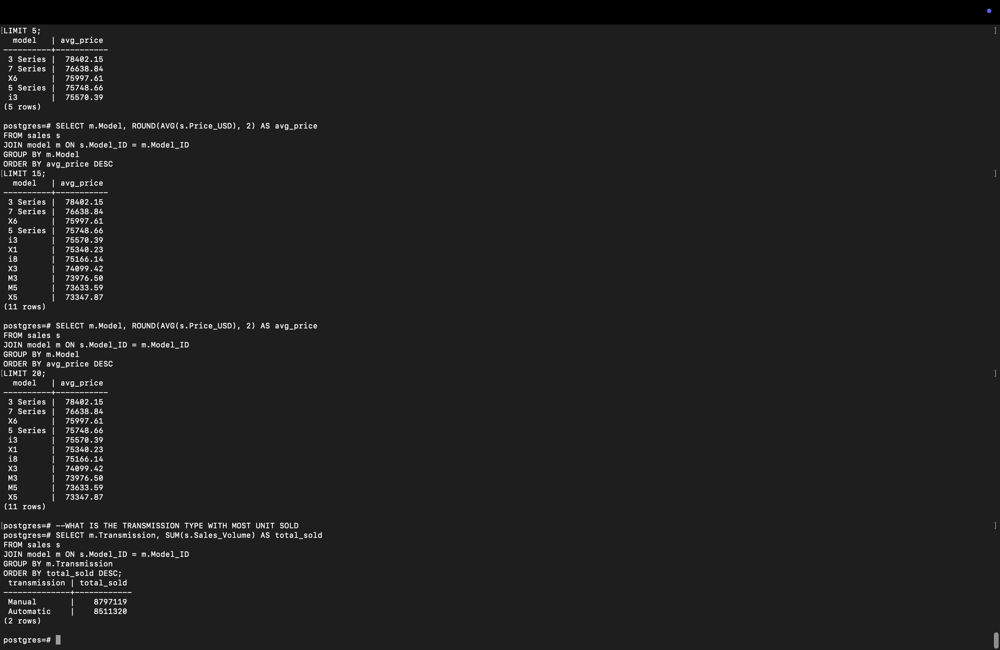 [LIMIT 5; ]
   model   | avg_price
----------+-----------
 3 Series |  78402.15
 7 Series |  76638.84
 X6       |  75997.61
 5 Series |  75748.66
 i3       |  75570.39
(5 rows)
postgres=# SELECT m.Model, ROUND(AVG(s.Price_USD), 2) AS avg_price
FROM sales s
JOIN model m ON s.Model_ID = m.Model_ID
GROUP BY m.Model
ORDER BY avg_price DESC
[LIMIT 15; ]
  model   | avg_price
----------+-----------
 3 Series |  78402.15
 7 Series |  76638.84
 X6       |  75997.61
 5 Series |  75748.66
 i3       |  75570.39
 X1       |  75340.23
 i8       |  75166.14
 X3       |  74099.42
 M3       |  73976.50
 M5       |  73633.59
 X5       |  73347.87
(11 rows)
postgres=# SELECT m.Model, ROUND(AVG(s.Price_USD), 2) AS avg_price
FROM sales s
JOIN model m ON s.Model_ID = m.Model_ID
GROUP BY m.Model
ORDER BY avg_price DESC
[LIMIT 20; ]
  model   | avg_price
----------+-----------
 3 Series |  78402.15
 7 Series |  76638.84
 X6       |  75997.61
 5 Series |  75748.66
 i3       |  75570.39
 X1       |  75340.23
 i8       |  75166.14
 X3       |  74099.42
 M3       |  73976.50
 M5       |  73633.59
 X5       |  73347.87
(11 rows)
[postgres=# --WHAT IS THE TRANSMISSION TYPE WITH MOST UNIT SOLD ]
postgres=# SELECT m.Transmission, SUM(s.Sales_Volume) AS total_sold
FROM sales s
JOIN model m ON s.Model_ID = m.Model_ID
GROUP BY m.Transmission
ORDER BY total_sold DESC;
 transmission | total_sold
--------------+------------
 Manual       |    8797119
 Automatic    |    8511320
(2 rows)
postgres=#